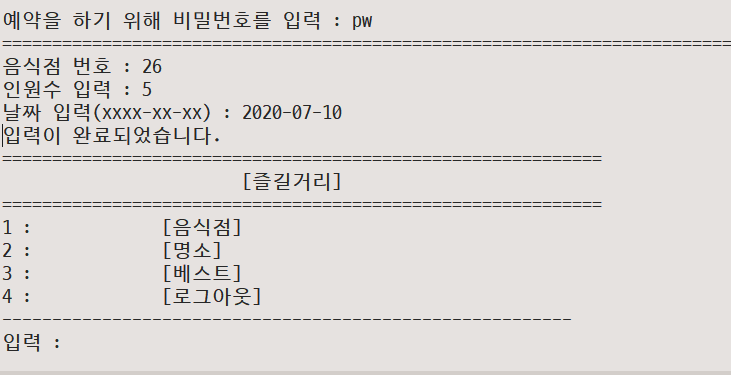 예약을 하기 위해 비밀번호를 입력 : pw
=========================================================================
음식점 번호 : 26
인원수 입력 : 5
날짜 입력(xxxx-xx-xx) : 2020-07-10
입력이 완료되었습니다.
============================================================
[즐길거리]
============================================================
1 : [음식점]
2 : [명소]
3 : [베스트]
4 : [로그아웃]
---------------------------------------------------------
입력 :